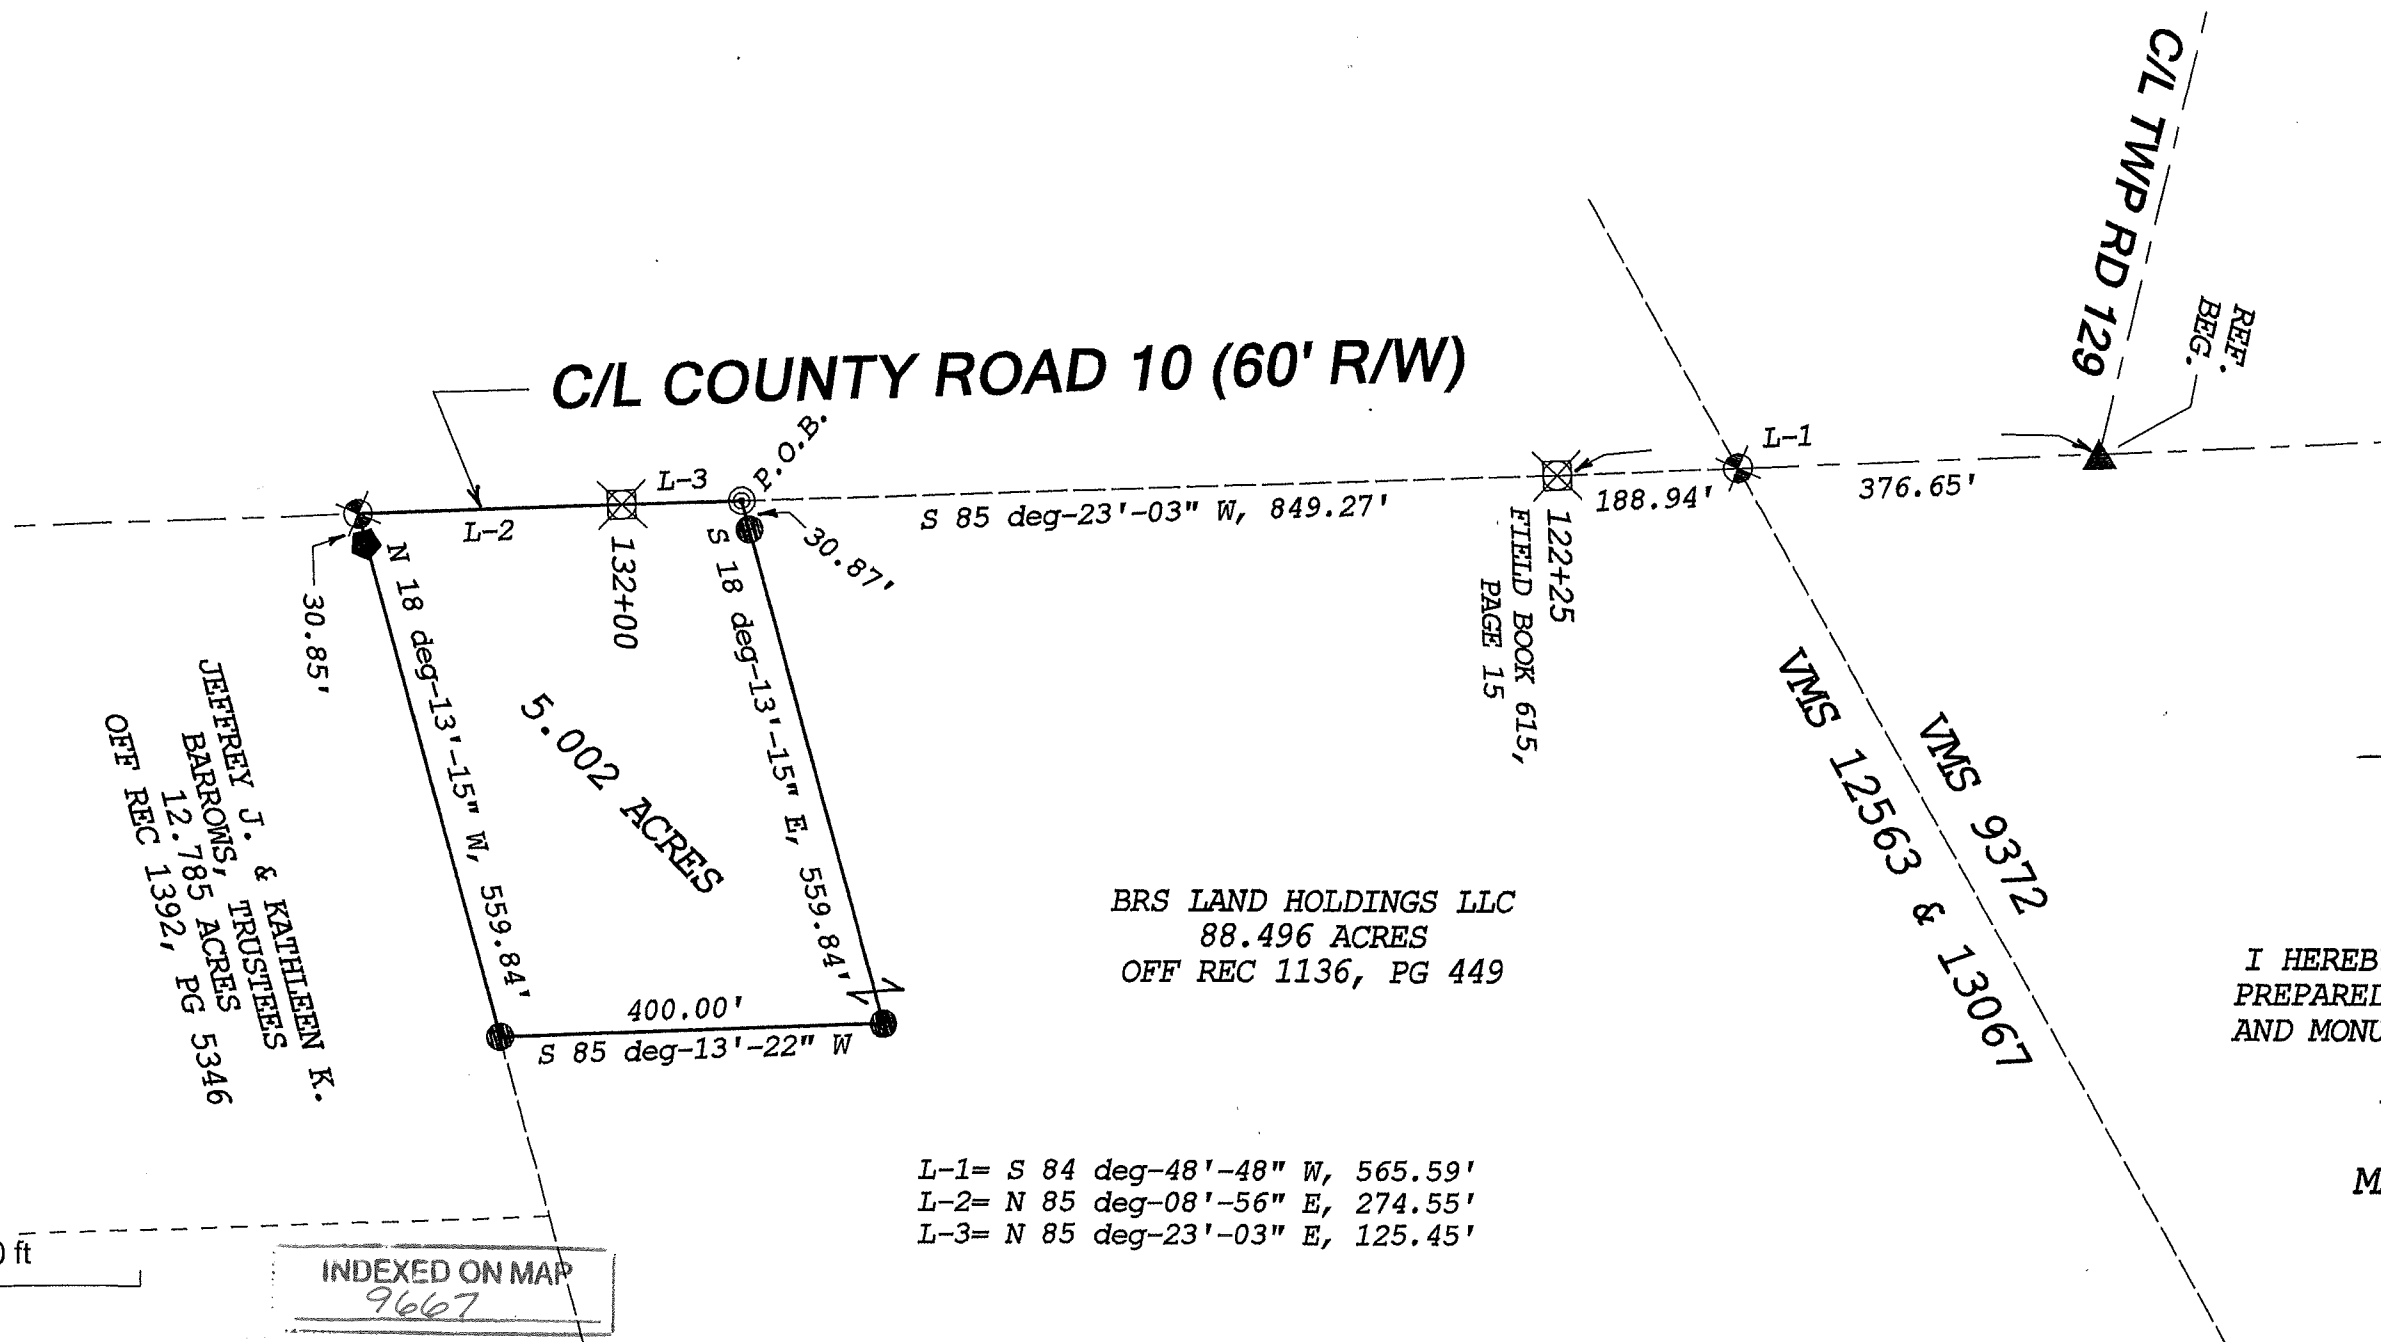 C/L TWP RD 129
REF.
BEG.
C/L COUNTY ROAD 10 (60' R/W)
P.O.B.
L-1
L-3
L-2
376.65'
188.94'
S 85 deg-23'-03" W, 849.27'
30.87'
30.85'
122+25
FIELD BOOK 615,
PAGE 15
132+00
N 18 deg-13'-15" W, 559.84'
S 18 deg-13'-15" E, 559.84'
5.002 ACRES
400.00'
S 85 deg-13'-22" W
JEFFREY J. & KATHLEEN K.
BARROWS, TRUSTEES
12.785 ACRES
OFF REC 1392, PG 5346
BRS LAND HOLDINGS LLC
88.496 ACRES
OFF REC 1136, PG 449
VMS 9372
VMS 12563 & 13067
I HEREB
PREPARED
AND MONU
M
L-1= S 84 deg-48'-48" W, 565.59'
L-2= N 85 deg-08'-56" E, 274.55'
L-3= N 85 deg-23'-03" E, 125.45'
0 ft
INDEXED ON MAP
9667